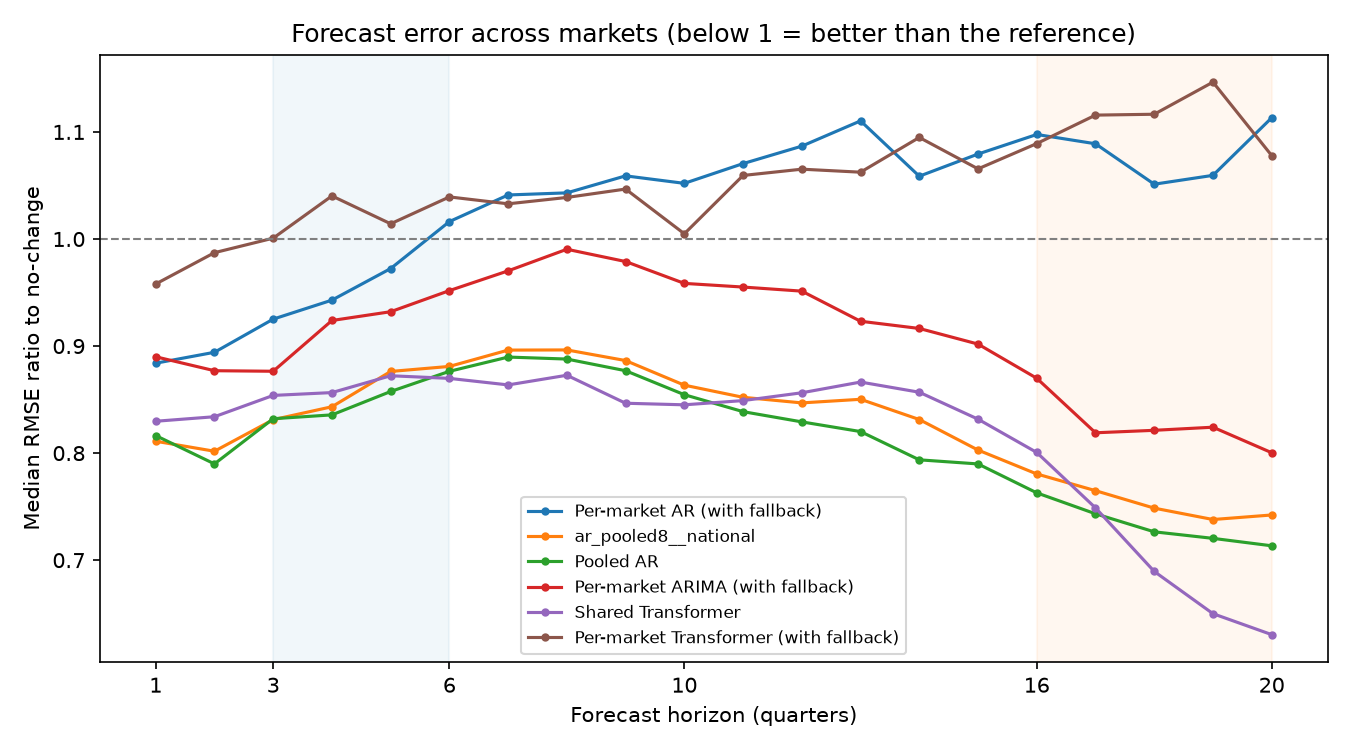 Forecast error across markets (below 1 = better than the reference)
Median RMSE ratio to no-change
1.1
1.0
0.9
0.8
0.7
Per-market AR (with fallback)
ar_pooled8__national
Pooled AR
Per-market ARIMA (with fallback)
Shared Transformer
Per-market Transformer (with fallback)
1 3 6 10 16 20
Forecast horizon (quarters)